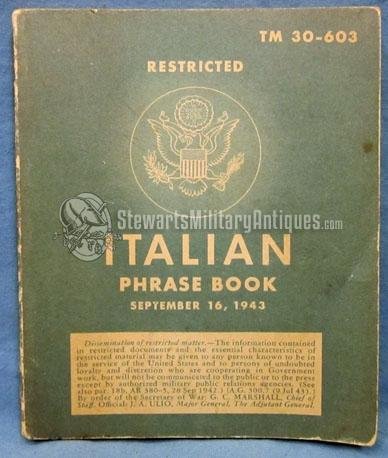 TM 30-603
RESTRICTED
StewartsMilitaryAntiques.com
ITALIAN
PHRASE BOOK
SEPTEMBER 16, 1943
Dissemination of restricted matter.—The information contained
in restricted documents and the essential characteristics of
restricted material may be given to any person known to be in
the service of the United States and to persons of undoubted
loyalty and discretion who are cooperating in Government
work, but will not be communicated to the public or to the press
except by authorized military public relations agencies. (See
also par. 18b, AR 380-5, 28 Sep 1942.) (A.G. 300.7 (9 Jul 43).)
By order of the Secretary of War: G. C. MARSHALL, Chief of
Staff. Official: J. A. ULIO, Major General, The Adjutant General.